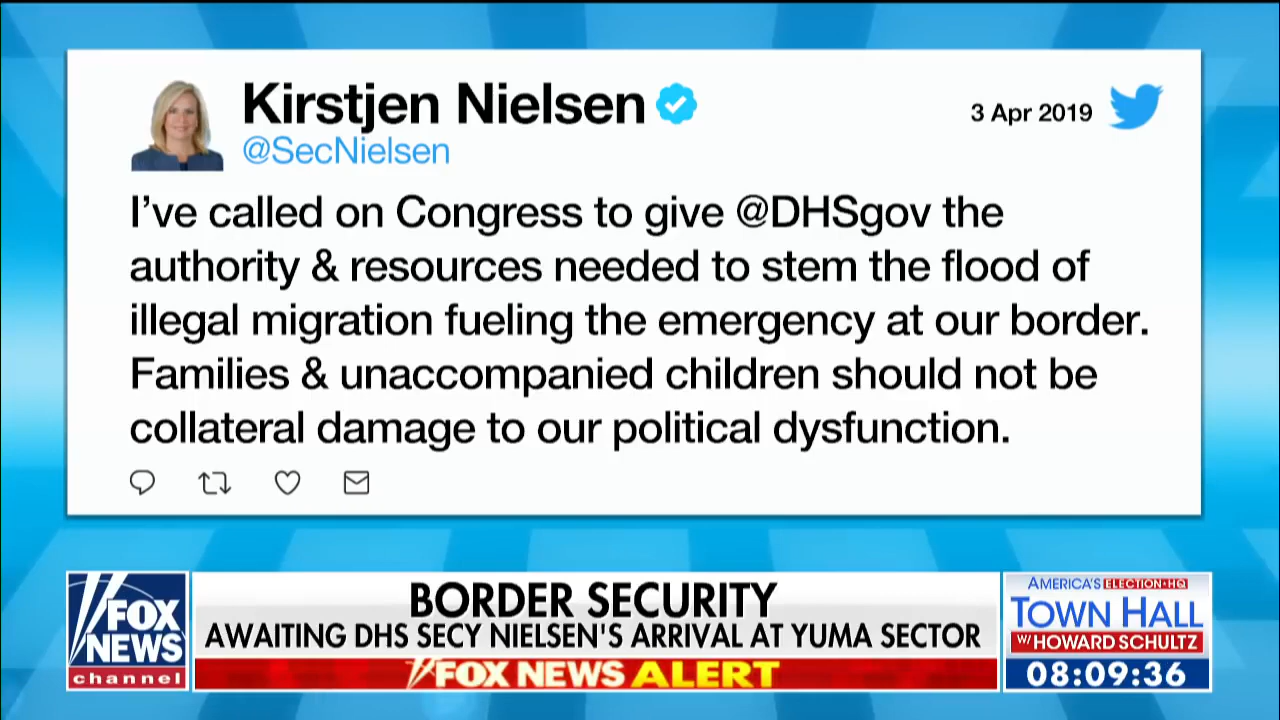 Kirstjen Nielsen
@SecNielsen
3 Apr 2019
I've called on Congress to give @DHSgov the
authority & resources needed to stem the flood of
illegal migration fueling the emergency at our border.
Families & unaccompanied children should not be
collateral damage to our political dysfunction.
FOX
NEWS
channel
BORDER SECURITY
AWAITING DHS SECY NIELSEN'S ARRIVAL AT YUMA SECTOR
FOX NEWS ALERT
AMERICA'S ELECTION HQ
TOWN HALL
W/ HOWARD SCHULTZ
08:09:36